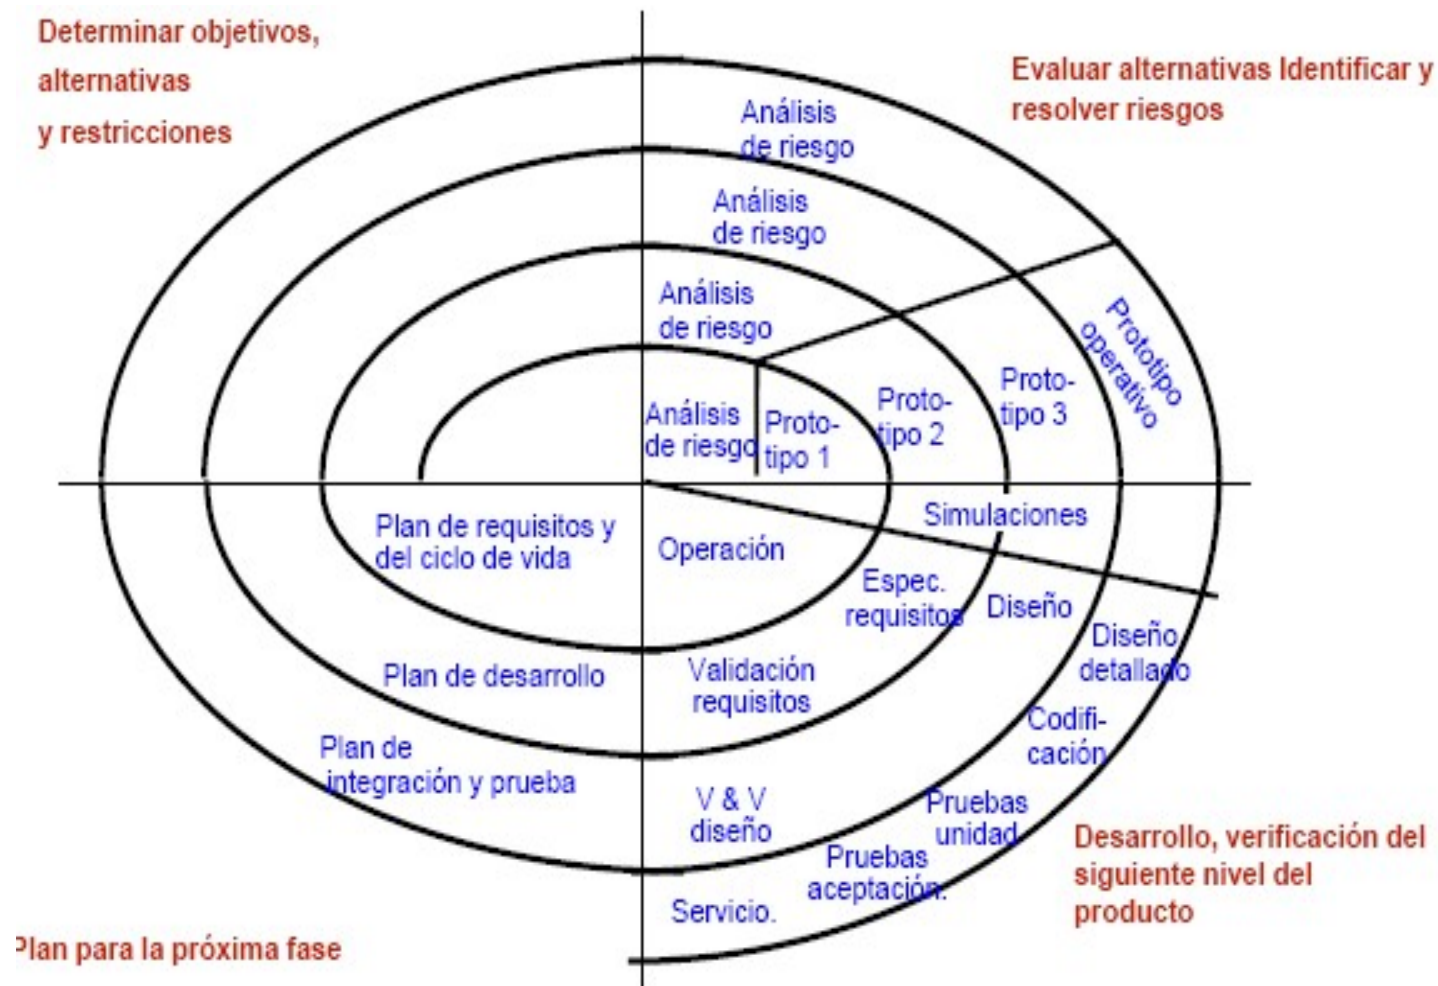 Determinar objetivos,
alternativas
y restricciones
Evaluar alternativas Identificar y
resolver riesgos
Análisis
de riesgo
Análisis
de riesgo
Análisis
de riesgo
Análisis
de riesgo
Proto-
tipo 1
Proto-
tipo 2
Proto-
tipo 3
Prototipo
operativo
Simulaciones
Plan de requisitos y
del ciclo de vida
Operación
Espec.
requisitos
Diseño
Diseño
detallado
Plan de desarrollo
Validación
requisitos
Codifi-
cación
Plan de
integración y prueba
V & V
diseño
Pruebas
unidad
Pruebas
aceptación.
Servicio.
Desarrollo, verificación del
siguiente nivel del
producto
Plan para la próxima fase